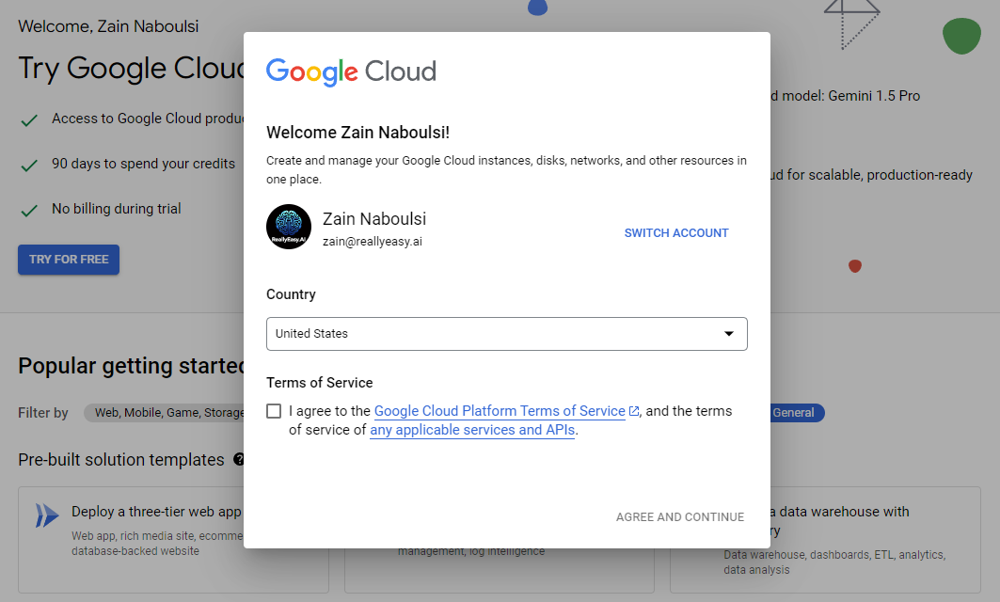 Welcome, Zain Naboulsi
Try Google
Access to Google Cloud
90 days to spend your credits
No billing during trial
TRY FOR FREE
d model: Gemini 1.5 Pro
for scalable, production-ready
Google Cloud
Welcome Zain Naboulsi!
Create and manage your Google Cloud instances, disks, networks, and other resources in
one place.
ReallyEasy.AI
Zain Naboulsi
zain@reallyeasy.ai
SWITCH ACCOUNT
Country
United States
Terms of Service
I agree to the Google Cloud Platform Terms of Service, and the terms
of service of any applicable services and APIs.
AGREE AND CONTINUE
Popular getting started
Filter by
Web, Mobile, Game, Storage
General
Pre-built solution templates ?
Deploy a three-tier web app
Web app, rich media site,
database-backed website
management, log intelligence
a data warehouse with
ry
Data warehouse, dashboards, ETL, analytics,
data analysis